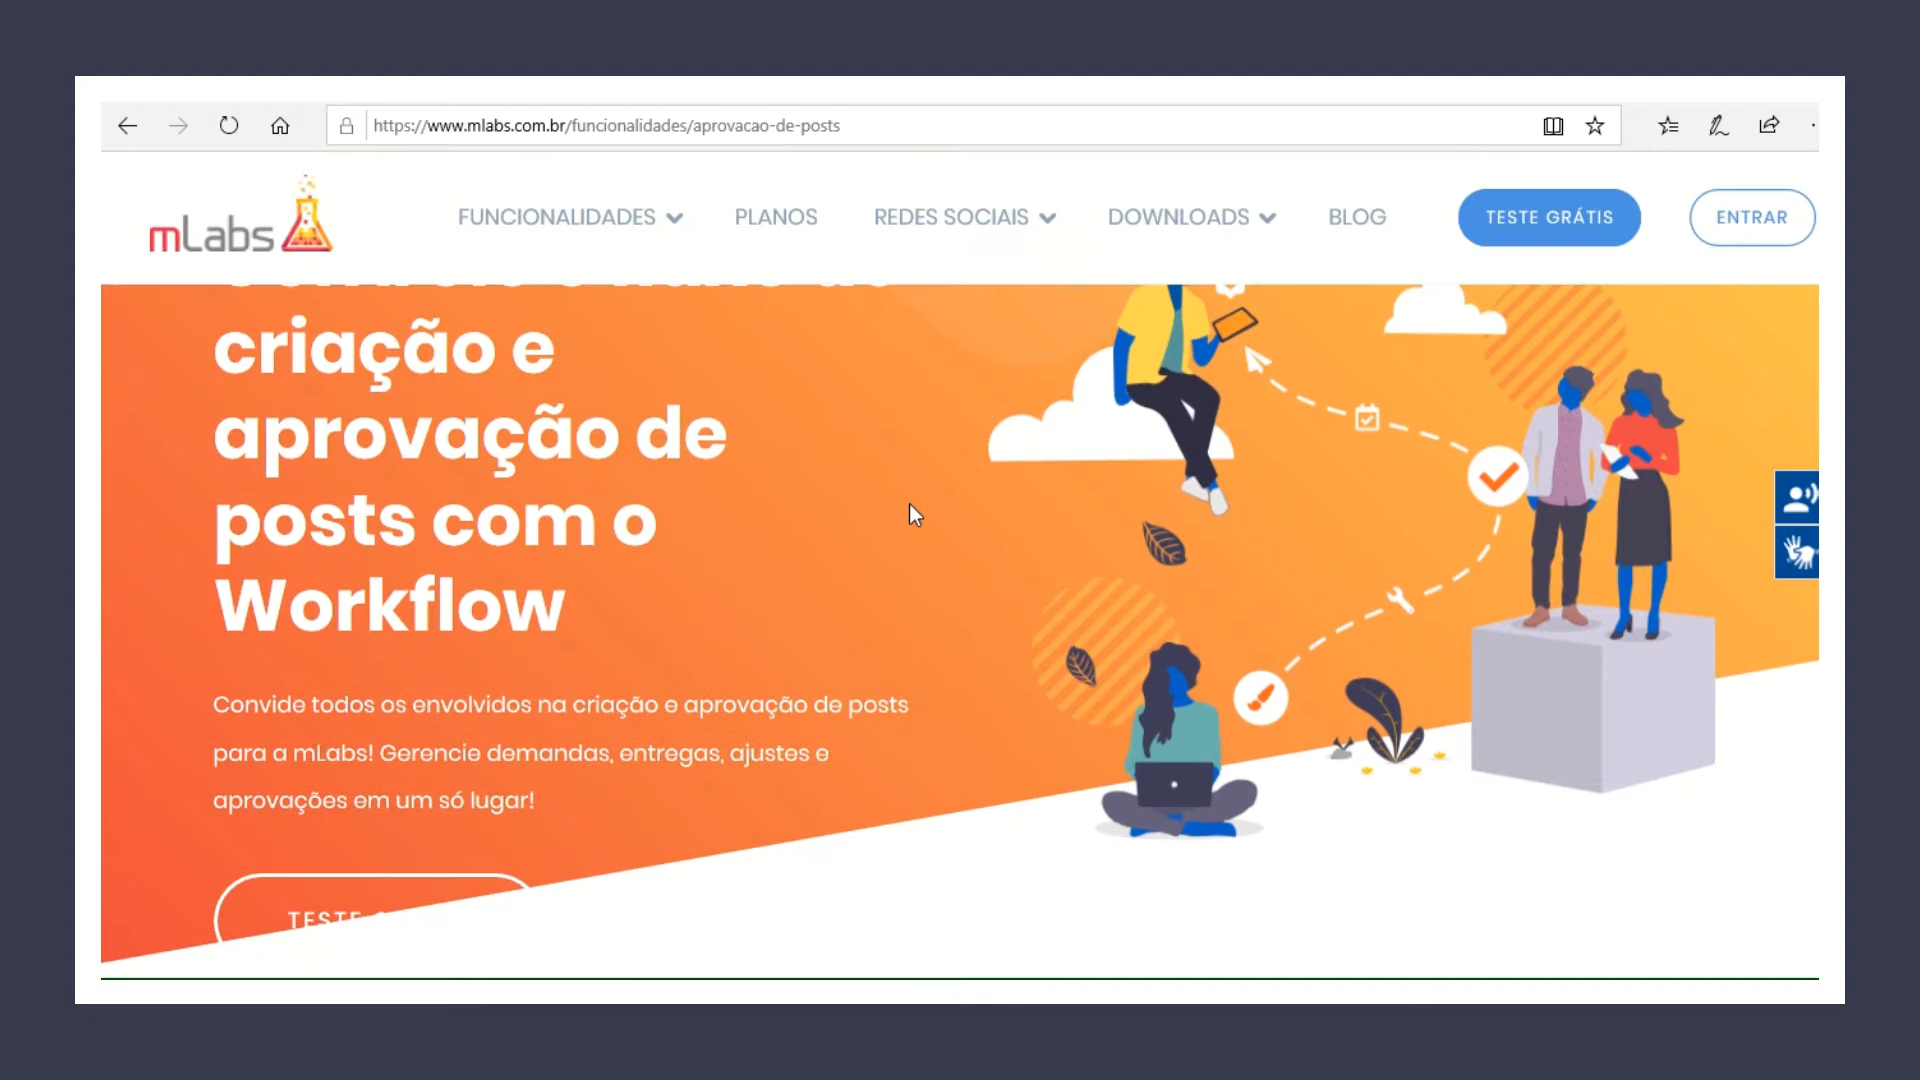 https://www.mlabs.com.br/funcionalidades/aprovacao-de-posts
mLabs
FUNCIONALIDADES
PLANOS
REDES SOCIAIS
DOWNLOADS
BLOG
TESTE GRÁTIS
ENTRAR
criação e
aprovação de
posts com o
Workflow
Convide todos os envolvidos na criação e aprovação de posts
para a mLabs! Gerencie demandas, entregas, ajustes e
aprovações em um só lugar!
TESTE